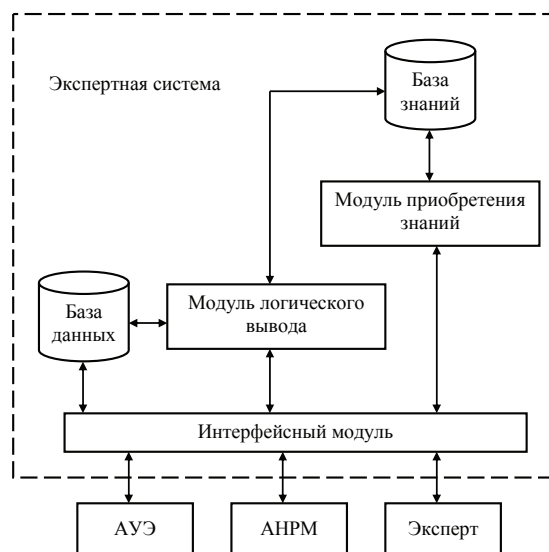 База
знаний
Экспертная система
Модуль приобретения
знаний
Модуль логического
вывода
База
данных
Интерфейсный модуль
АУЭ
АНРМ
Эксперт